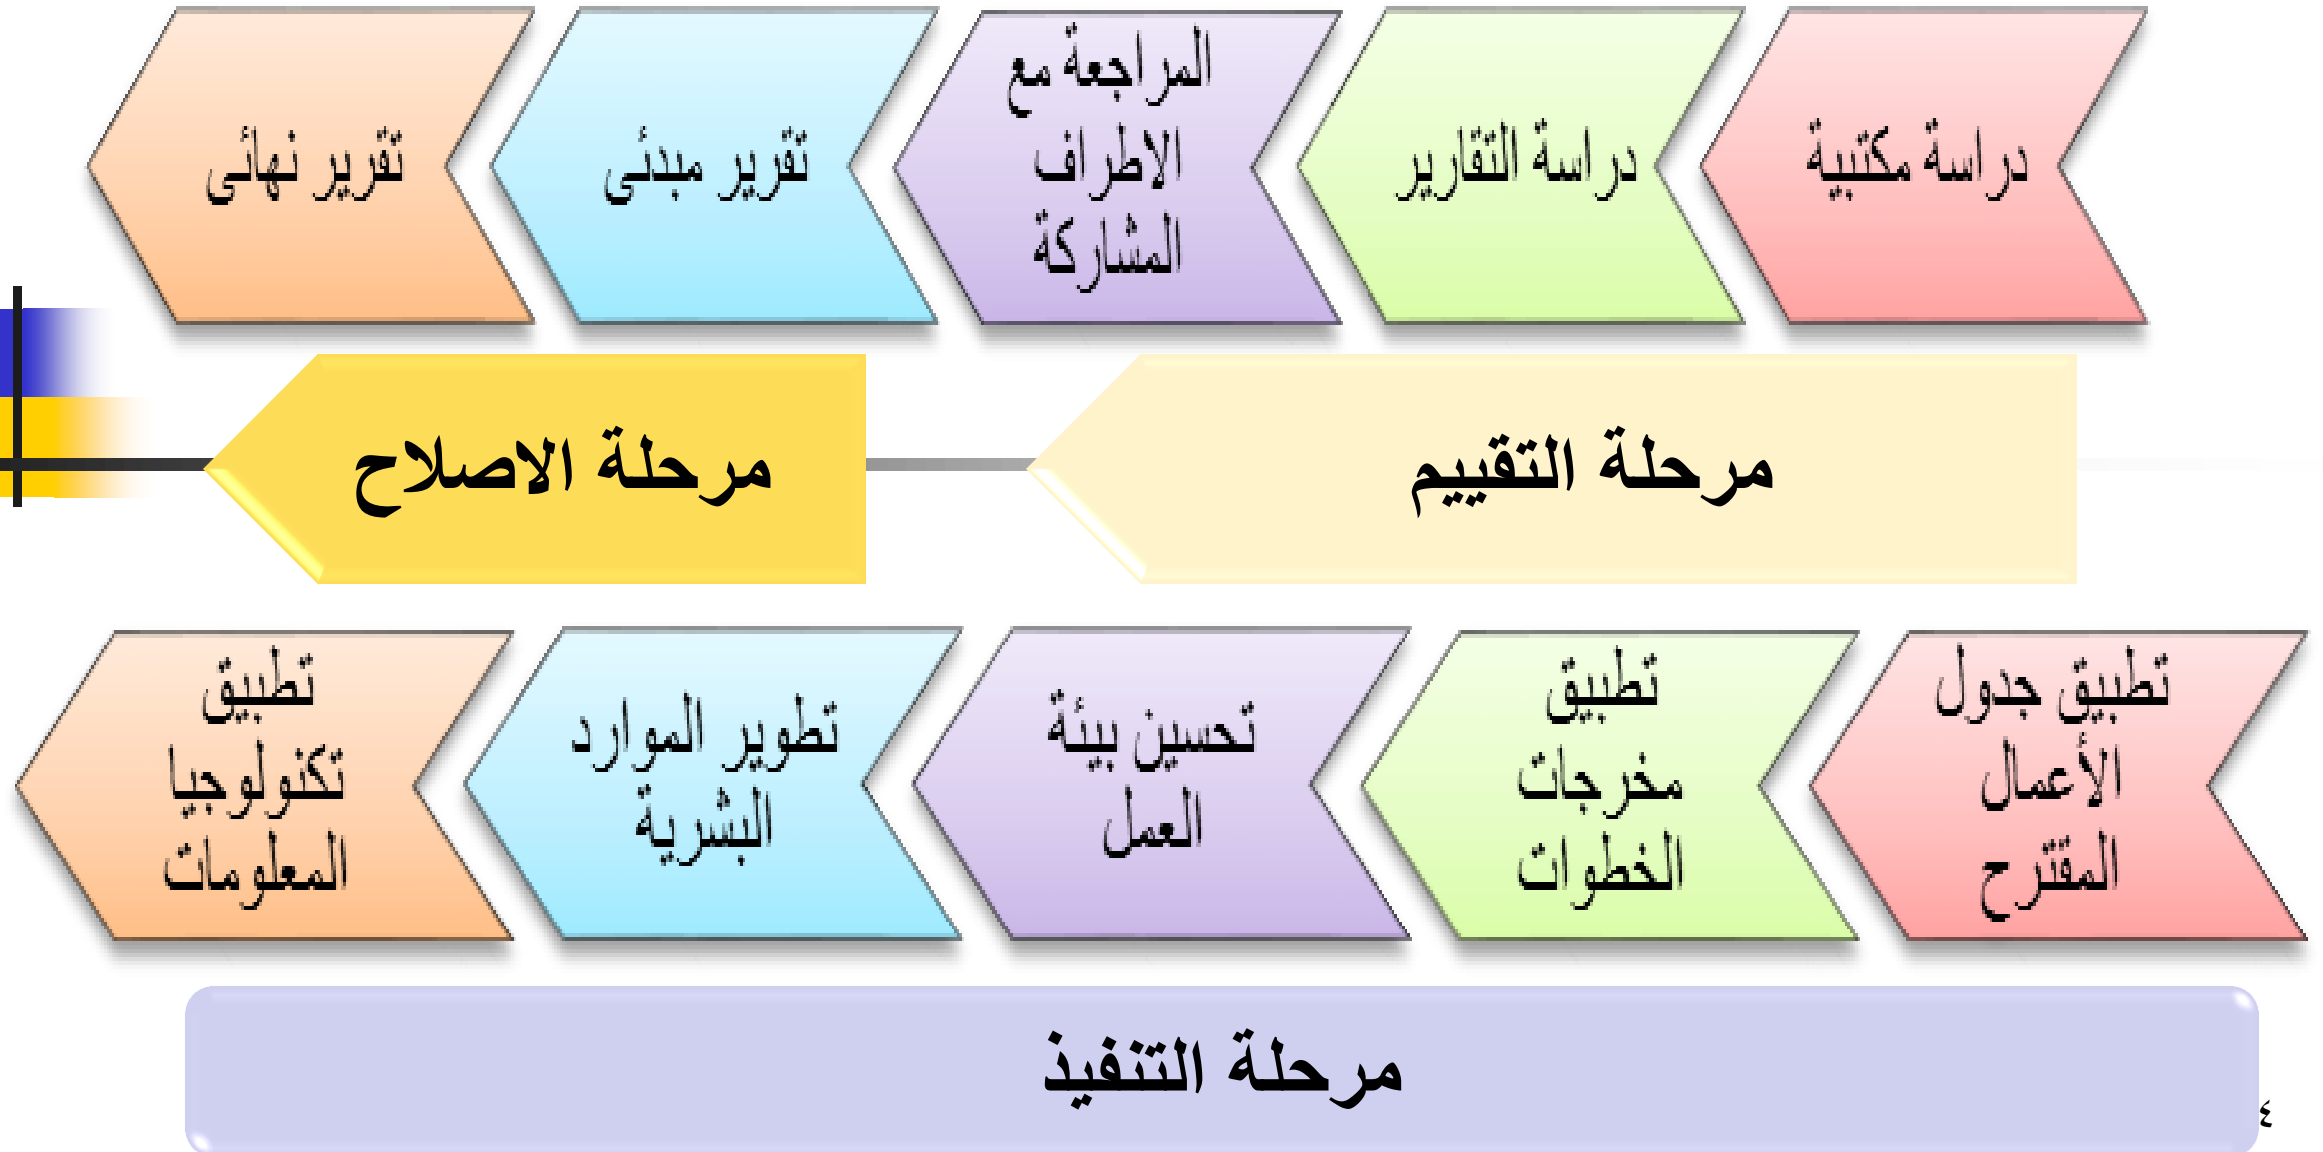 دراسة مكتبية
دراسة التقارير
المراجعة مع
الاطراف
المشاركة
تقرير مبدئى
تقرير نهائى
مرحلة التقييم
مرحلة الاصلاح
تطبيق جدول
الأعمال
المقترح
تطبيق
مخرجات
الخطوات
تحسين بيئة
العمل
تطوير الموارد
البشرية
تطبيق
تكنولوجيا
المعلومات
مرحلة التنفيذ
٤